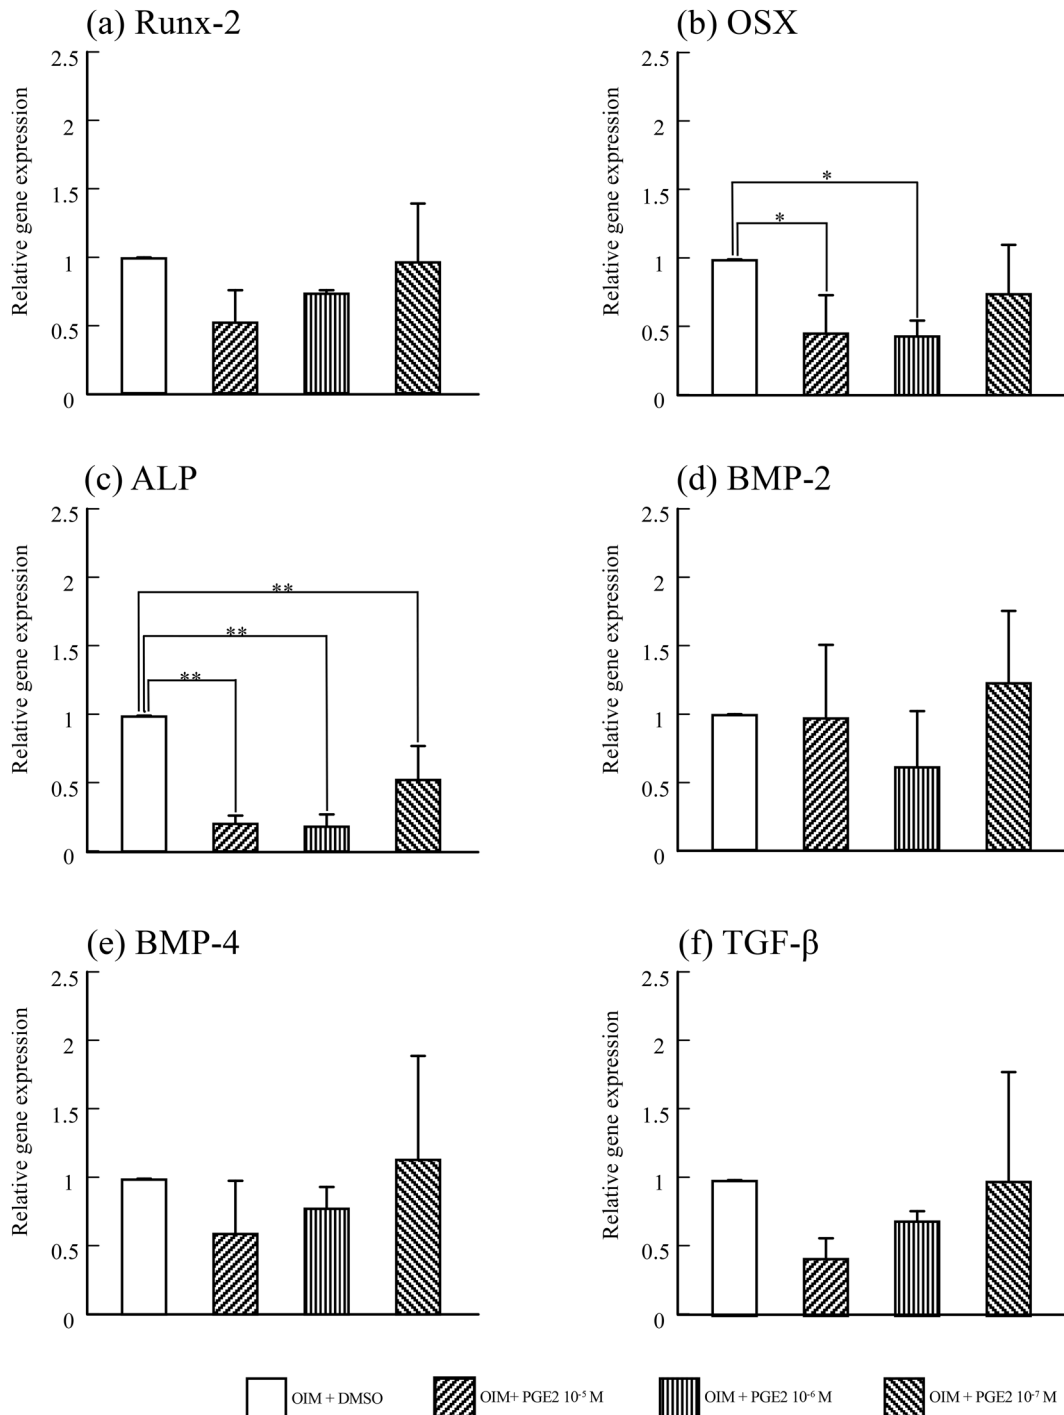 (a) Runx-2
Relative gene expression
2.5
2
1.5
1
0.5
0
(b) OSX
Relative gene expression
2.5
2
1.5
1
0.5
0
*
*
(c) ALP
Relative gene expression
2.5
2
1.5
1
0.5
0
**
**
**
(d) BMP-2
Relative gene expression
2.5
2
1.5
1
0.5
0
(e) BMP-4
Relative gene expression
2.5
2
1.5
1
0.5
0
(f) TGF-β
Relative gene expression
2.5
2
1.5
1
0.5
0
OIM + DMSO
OIM+ PGE2 10⁻⁵ M
OIM + PGE2 10⁻⁶ M
OIM + PGE2 10⁻⁷ M